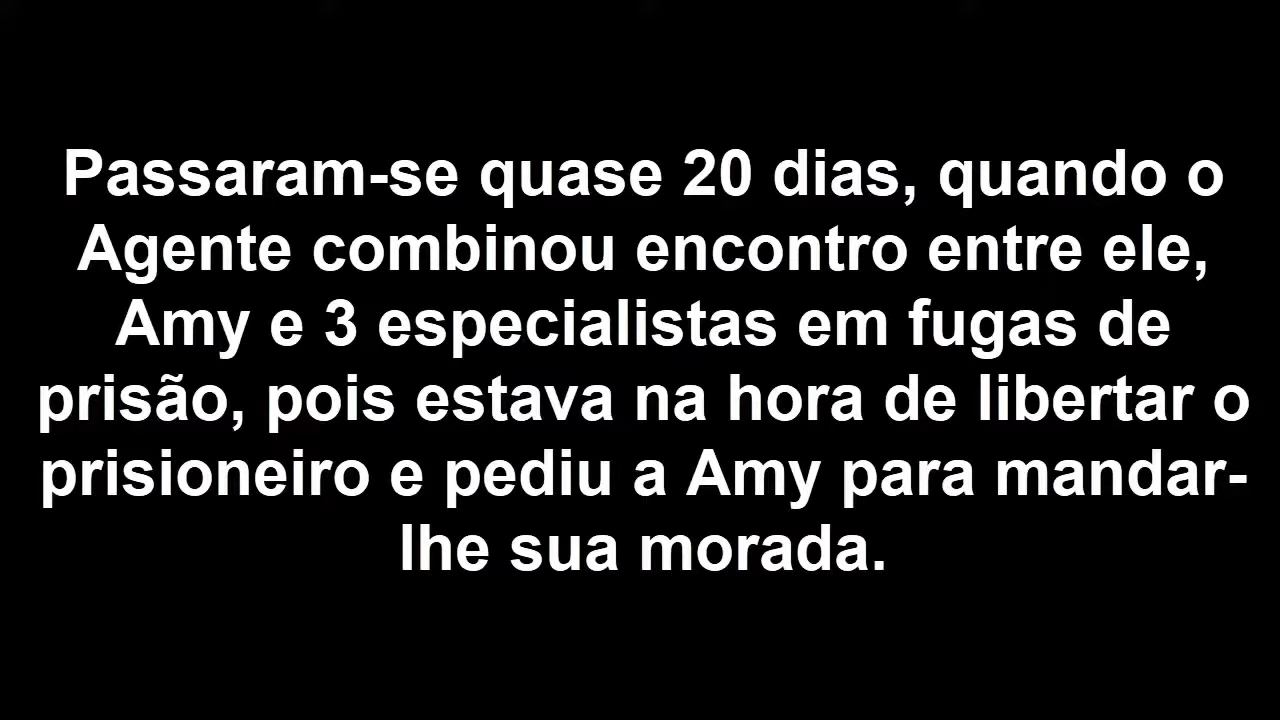 Passaram-se quase 20 dias, quando o
Agente combinou encontro entre ele,
Amy e 3 especialistas em fugas de
prisão, pois estava na hora de libertar o
prisioneiro e pediu a Amy para mandar-
lhe sua morada.